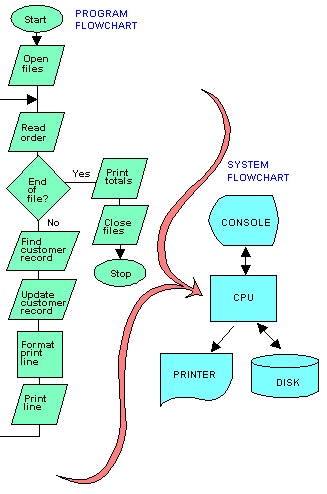 Start
PROGRAM
FLOWCHART
Open
files
Read
order
End
of
file?
Yes
Print
totals
Close
files
Stop
No
Find
customer
record
Update
customer
record
Format
print
line
Print
line
SYSTEM
FLOWCHART
CONSOLE
CPU
PRINTER
DISK